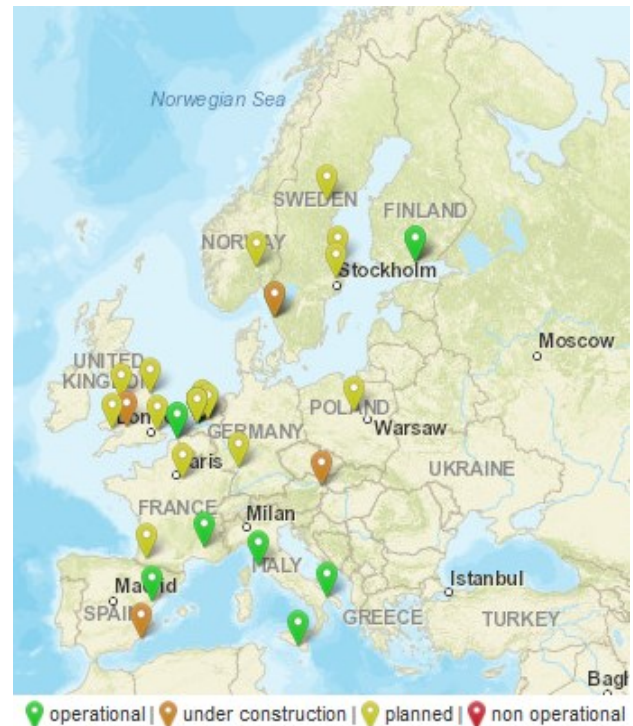 Norwegian Sea
SWEDEN
FINLAND
NORWAY
Stockholm
Moscow
UNITED
KINGDOM
POLAND
GERMANY
Warsaw
UKRAINE
FRANCE
Milan
ITALY
Madrid
SPAIN
Istanbul
GREECE
TURKEY
Bagh
operational | under construction | planned | non operational